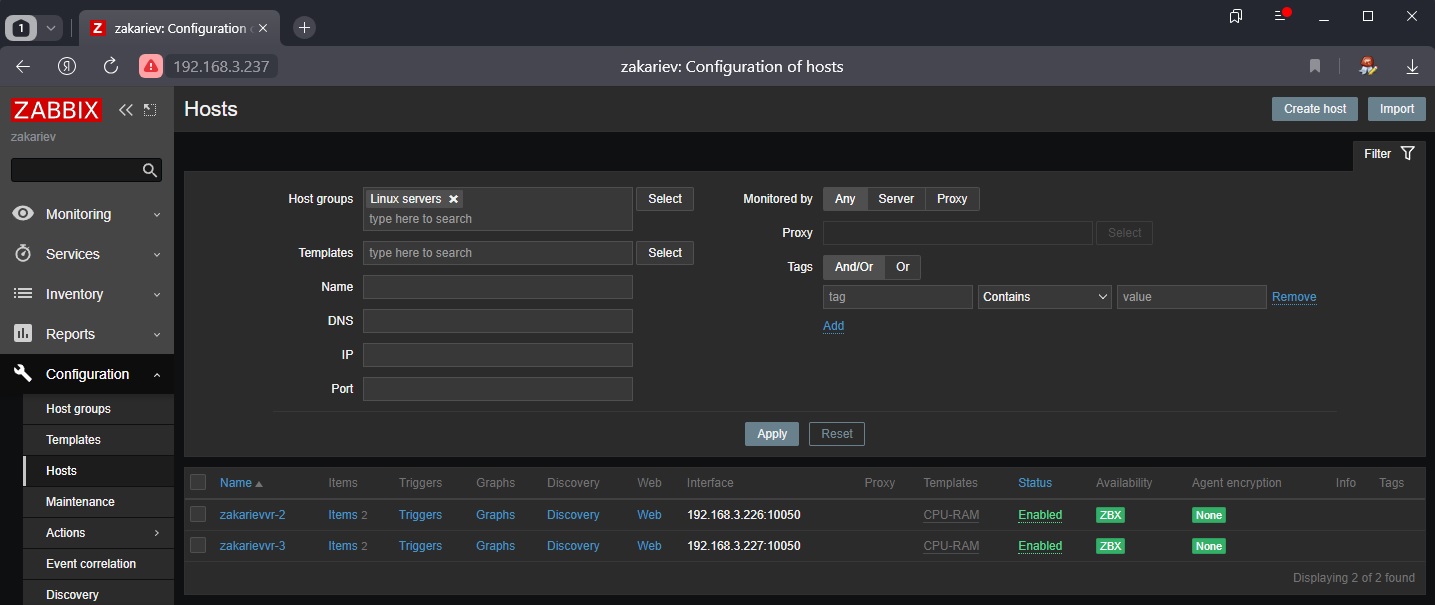 1
Z zakariev: Configuration
Я 192.168.3.237 zakariev: Configuration of hosts
ZABBIX
zakariev
Monitoring
Services
Inventory
Reports
Configuration
Host groups
Templates
Hosts
Maintenance
Actions
Event correlation
Discovery
Hosts Create host Import
Filter
Host groups Linux servers Select
type here to search
Templates type here to search Select
Name
DNS
IP
Port
Monitored by Any Server Proxy
Proxy Select
Tags And/Or Or
tag Contains value Remove
Add
Apply Reset
Name Items Triggers Graphs Discovery Web Interface Proxy Templates Status Availability Agent encryption Info Tags
zakarievvr-2 Items 2 Triggers Graphs Discovery Web 192.168.3.226:10050 CPU-RAM Enabled ZBX None
zakarievvr-3 Items 2 Triggers Graphs Discovery Web 192.168.3.227:10050 CPU-RAM Enabled ZBX None
Displaying 2 of 2 found